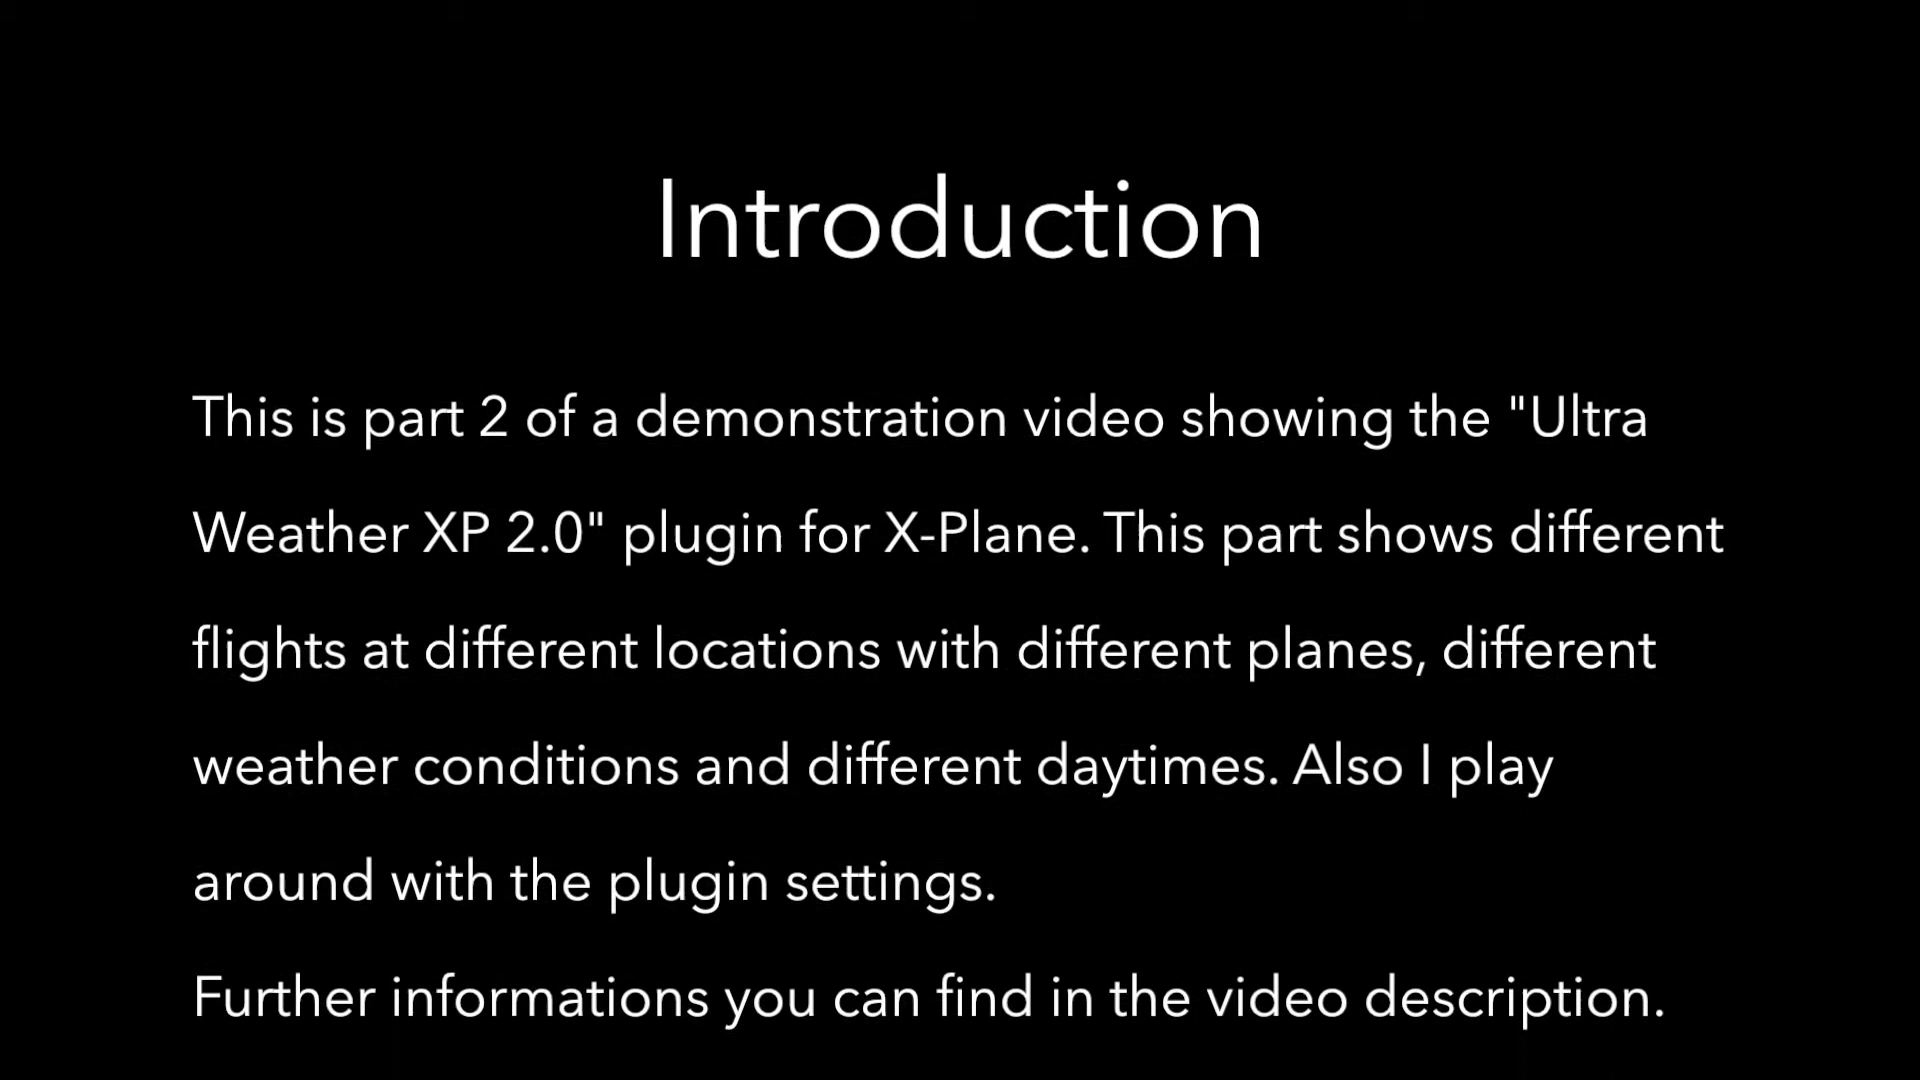 Introduction
This is part 2 of a demonstration video showing the "Ultra
Weather XP 2.0" plugin for X-Plane. This part shows different
flights at different locations with different planes, different
weather conditions and different daytimes. Also I play
around with the plugin settings.
Further informations you can find in the video description.